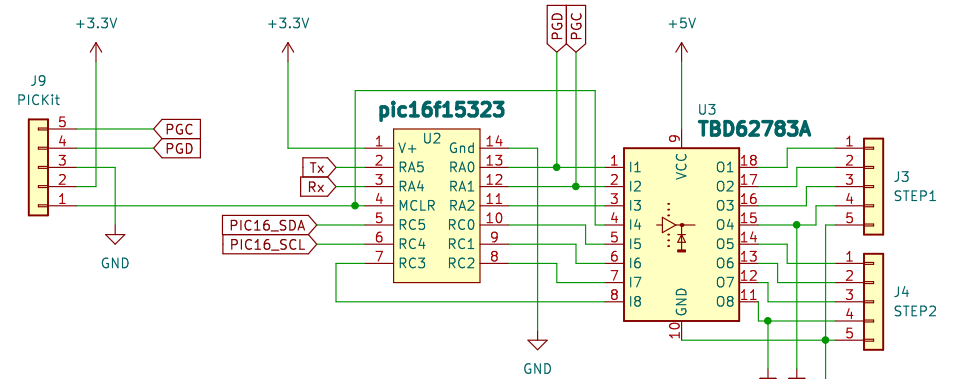 +3.3V
+3.3V
PGD
PGC
+5V
J9
PICKit
5
4
3
2
1
PGC
PGD
GND
pic16f15323
U2
1 V+ Gnd 14
2 RA5 RA0 13
3 RA4 RA1 12
4 MCLR RA2 11
5 RC5 RC0 10
6 RC4 RC1 9
7 RC3 RC2 8
Tx
Rx
PIC16_SDA
PIC16_SCL
GND
U3
TBD62783A
9
VCC
1 I1 O1 18
2 I2 O2 17
3 I3 O3 16
4 I4 O4 15
5 I5 O5 14
6 I6 O6 13
7 I7 O7 12
8 I8 O8 11
GND
10
1
2
3
4
5
J3
STEP1
1
2
3
4
5
J4
STEP2